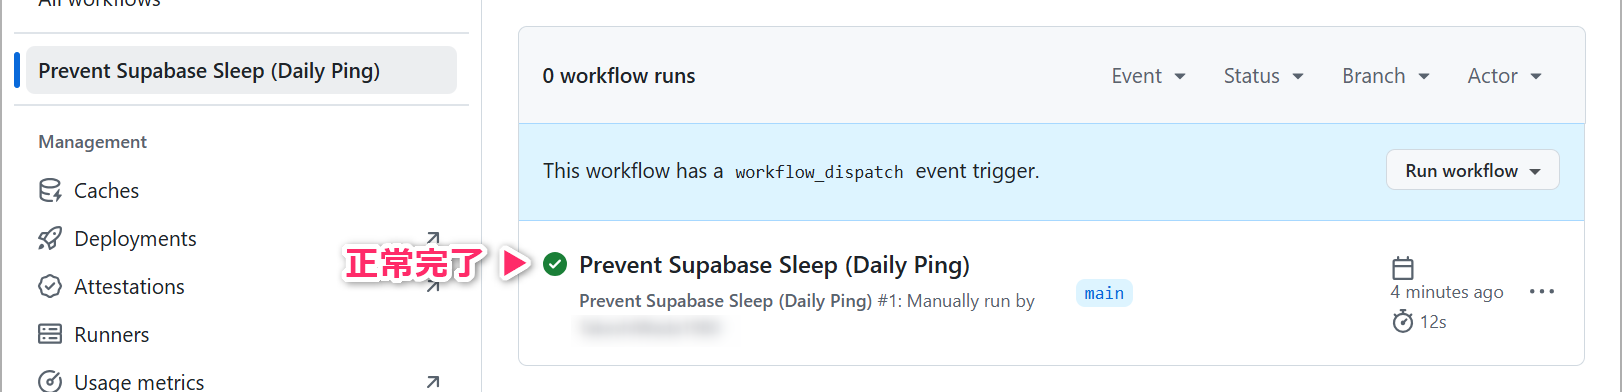 All workflows
Prevent Supabase Sleep (Daily Ping)
Management
Caches
Deployments
Attestations
Runners
Usage metrics
0 workflow runs
Event
Status
Branch
Actor
This workflow has a workflow_dispatch event trigger.
Run workflow
正常完了
Prevent Supabase Sleep (Daily Ping)
Prevent Supabase Sleep (Daily Ping) #1: Manually run by
main
4 minutes ago
12s